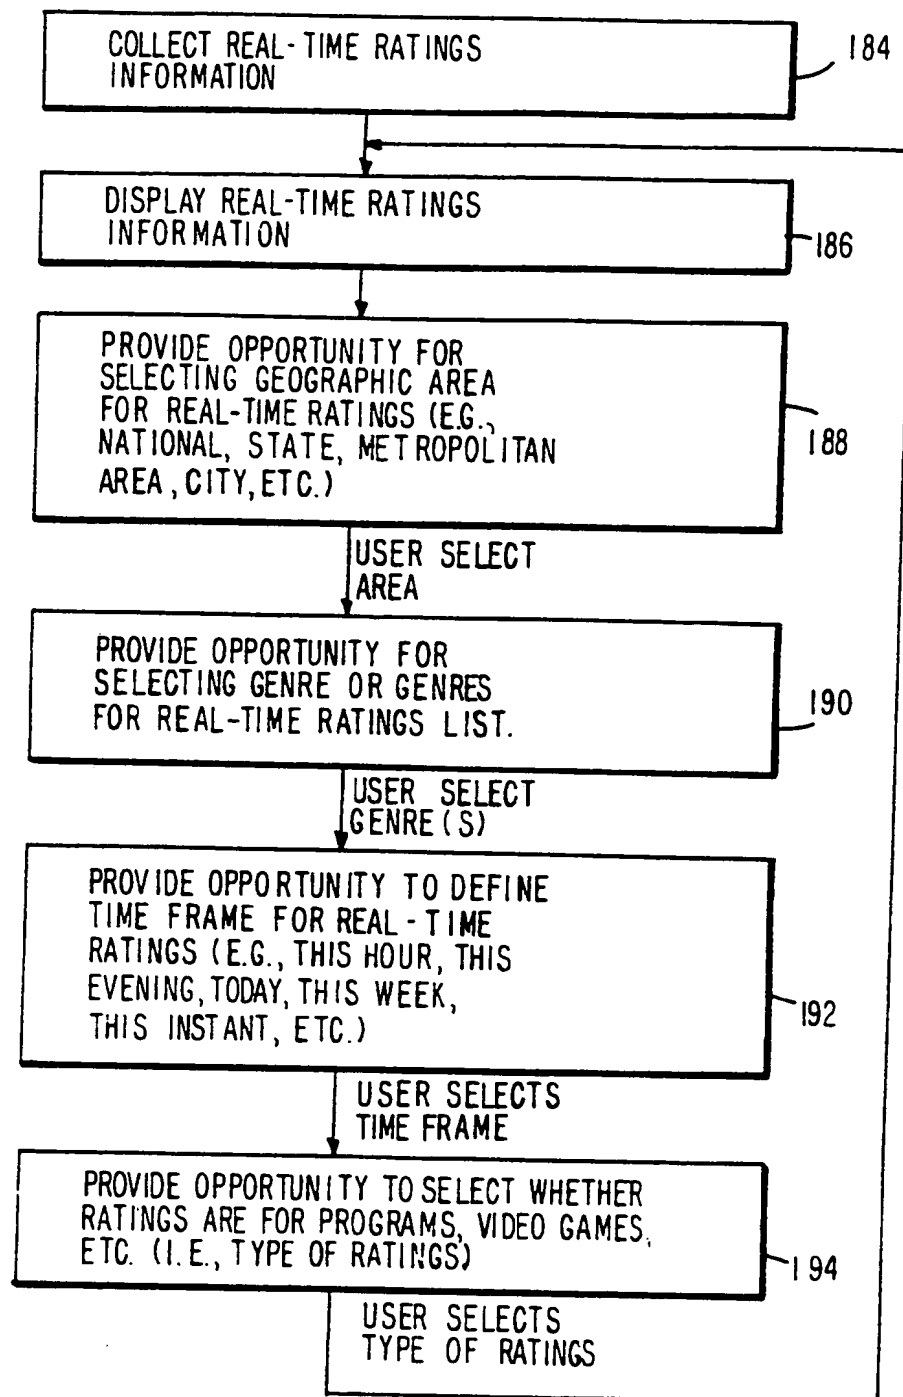 COLLECT REAL-TIME RATINGS
INFORMATION
184
DISPLAY REAL-TIME RATINGS
INFORMATION
186
PROVIDE OPPORTUNITY FOR
SELECTING GEOGRAPHIC AREA
FOR REAL-TIME RATINGS (E.G.,
NATIONAL, STATE, METROPOLITAN
AREA, CITY, ETC.)
188
USER SELECT
AREA
PROVIDE OPPORTUNITY FOR
SELECTING GENRE OR GENRES
FOR REAL-TIME RATINGS LIST.
190
USER SELECT
GENRE(S)
PROVIDE OPPORTUNITY TO DEFINE
TIME FRAME FOR REAL-TIME
RATINGS (E.G., THIS HOUR, THIS
EVENING, TODAY, THIS WEEK,
THIS INSTANT, ETC.)
192
USER SELECTS
TIME FRAME
PROVIDE OPPORTUNITY TO SELECT WHETHER
RATINGS ARE FOR PROGRAMS, VIDEO GAMES,
ETC. (I.E., TYPE OF RATINGS)
194
USER SELECTS
TYPE OF RATINGS